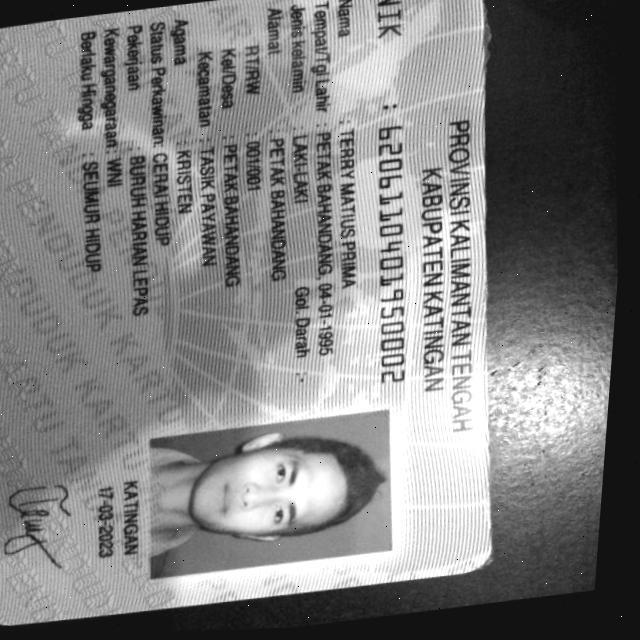 PROVINSI KALIMANTAN TENGAH
KABUPATEN KATINGAN
NIK : 6206110401950002
Nama : TERRY MATIUS PRIMA
Tempat/Tgl Lahir : PETAK BAHANDANG, 04-01-1995
Jenis kelamin : LAKI-LAKI Gol. Darah : -
Alamat : PETAK BAHANDANG
RT/RW : 001/001
Kel/Desa : PETAK BAHANDANG
Kecamatan : TASIK PAYAWAN
Agama : KRISTEN
Status Perkawinan: CERAI HIDUP
Pekerjaan : BURUH HARIAN LEPAS
Kewarganegaraan: WNI
Berlaku Hingga : SEUMUR HIDUP
KATINGAN
17-03-2023